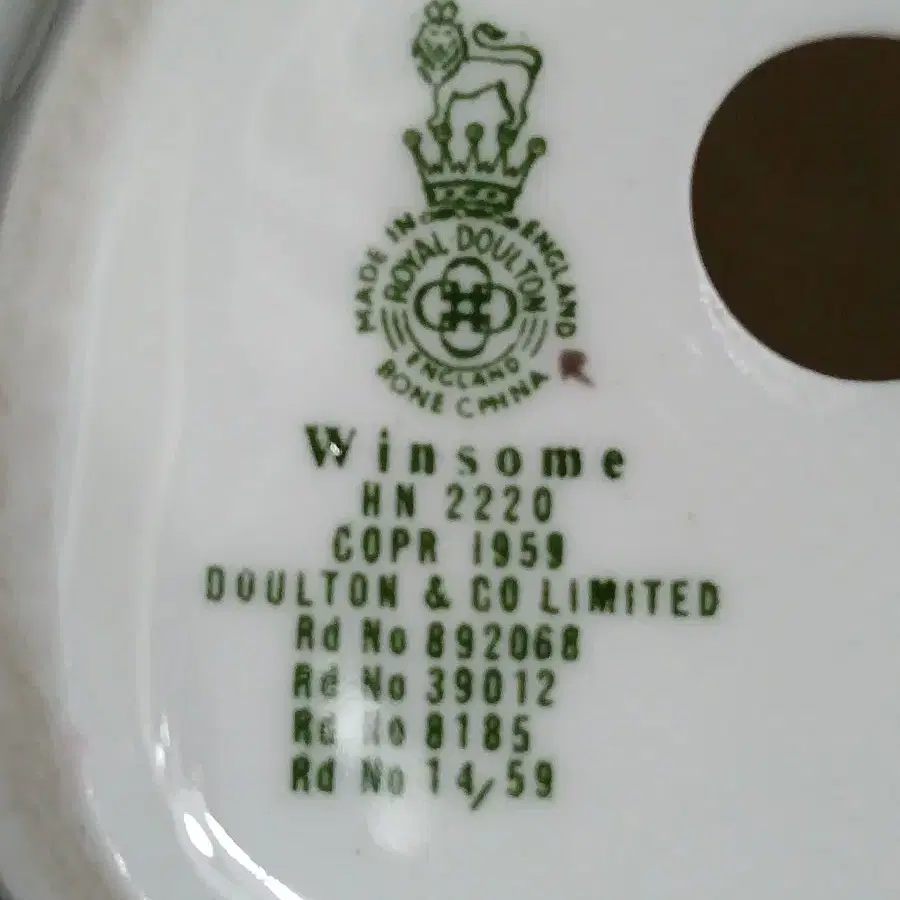 MADE IN ENGLAND
ROYAL DOULTON
ENGLAND
BONE CHINA
R
Winsome
HN 2220
COPR 1959
DOULTON & CO LIMITED
Rd No 892068
Rd No 39012
Rd No 8185
Rd No 14/59